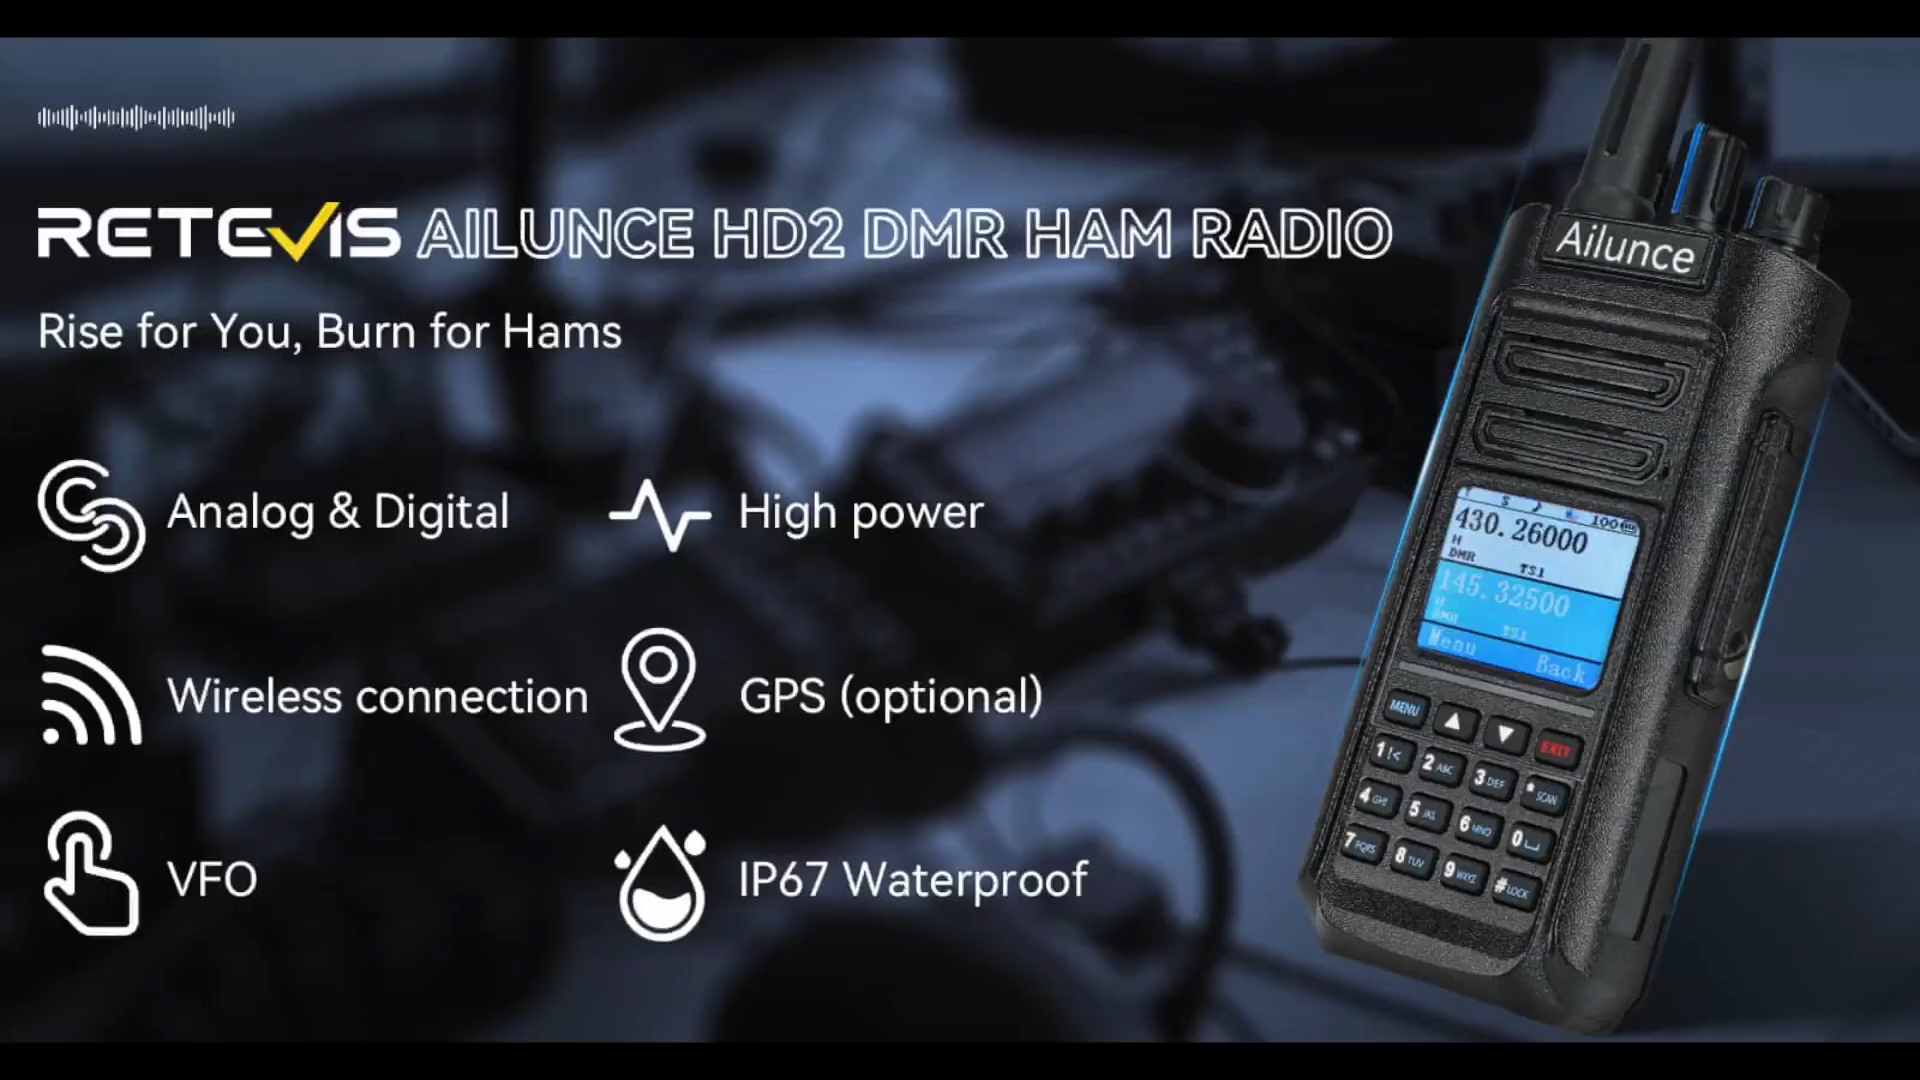 RETEVIS AILUNCE HD2 DMR HAM RADIO
Rise for You, Burn for Hams
Analog & Digital
High power
Wireless connection
GPS (optional)
VFO
IP67 Waterproof
Ailunce
100
430.26000
H
DMR TS1
145.32500
H
DMR TS1
Menu Back
MENU ▲ ▼ EXIT
1 !< 2 ABC 3 DEF * SCAN
4 GHI 5 JKL 6 MNO 0
7 PQRS 8 TUV 9 WXYZ # LOCK